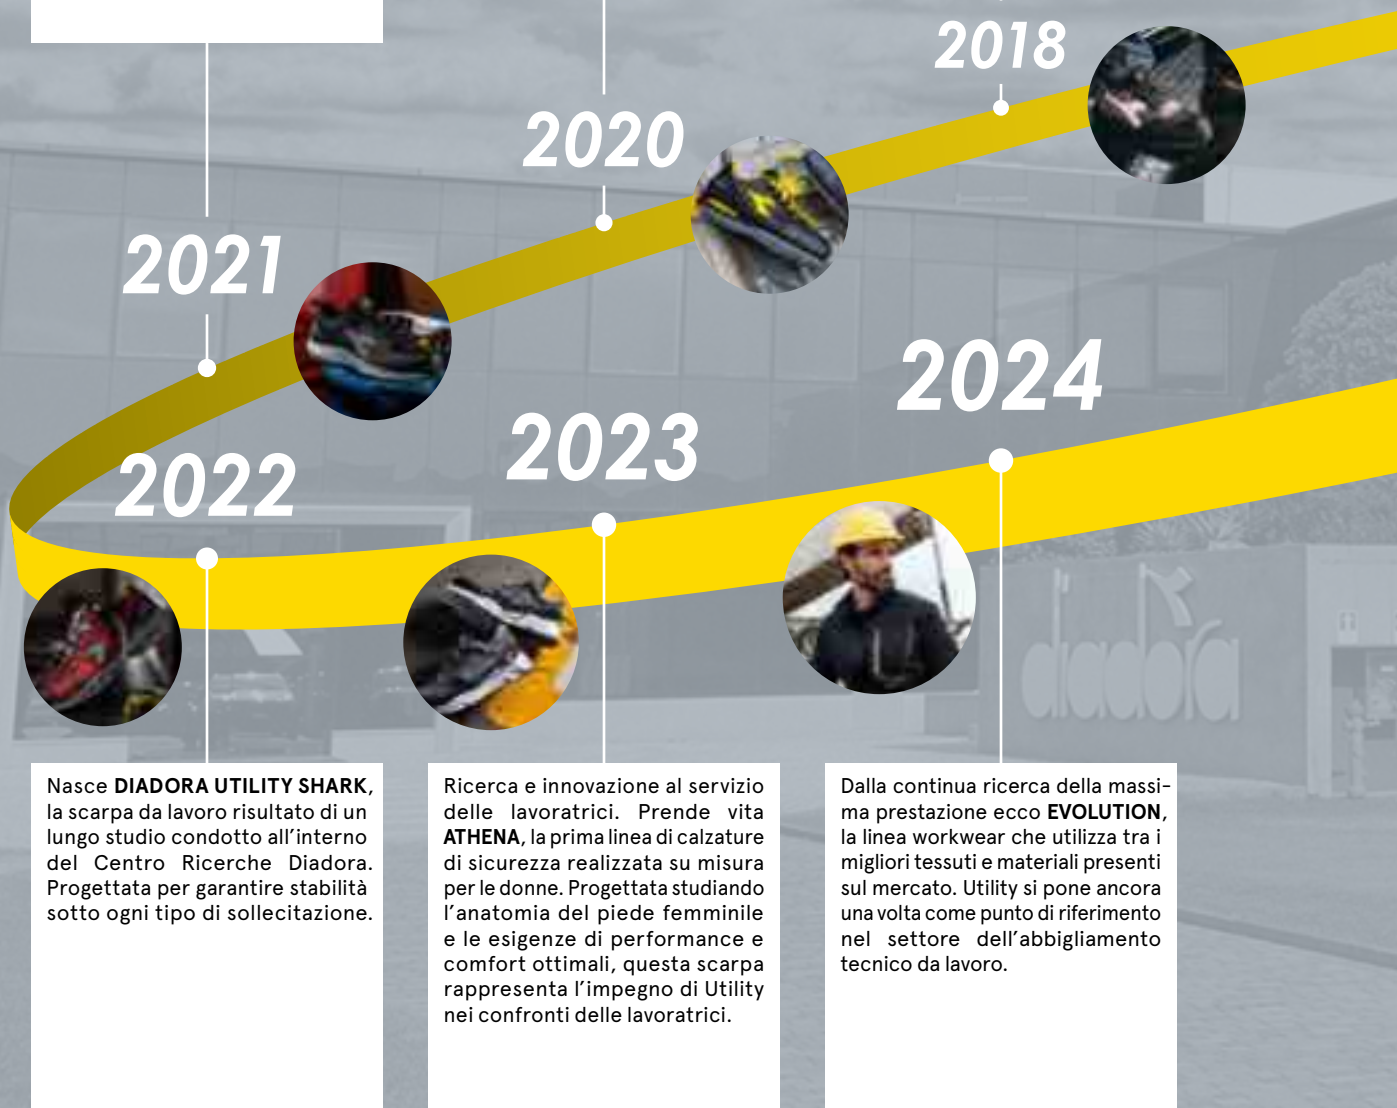 2018
2020
2021
2024
2023
2022
diadora
Nasce DIADORA UTILITY SHARK,
la scarpa da lavoro risultato di un
lungo studio condotto all’interno
del Centro Ricerche Diadora.
Progettata per garantire stabilità
sotto ogni tipo di sollecitazione.
Ricerca e innovazione al servizio
delle lavoratrici. Prende vita
ATHENA, la prima linea di calzature
di sicurezza realizzata su misura
per le donne. Progettata studiando
l’anatomia del piede femminile
e le esigenze di performance e
comfort ottimali, questa scarpa
rappresenta l’impegno di Utility
nei confronti delle lavoratrici.
Dalla continua ricerca della massi-
ma prestazione ecco EVOLUTION,
la linea workwear che utilizza tra i
migliori tessuti e materiali presenti
sul mercato. Utility si pone ancora
una volta come punto di riferimento
nel settore dell’abbigliamento
tecnico da lavoro.